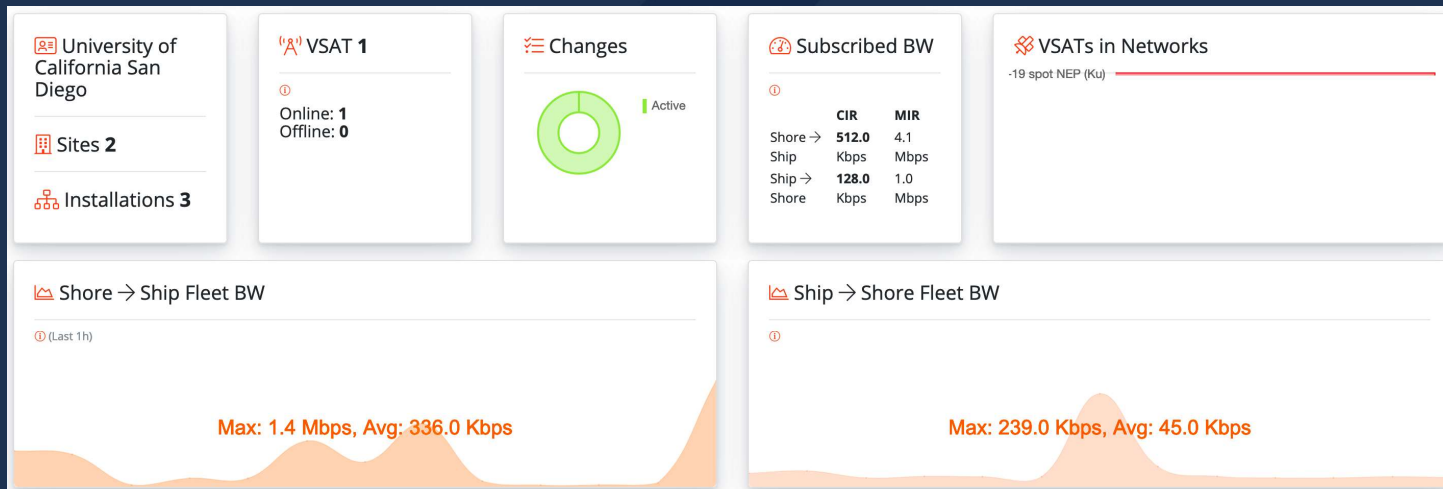 University of
California San
Diego
Sites 2
Installations 3
VSAT 1
Online: 1
Offline: 0
Changes
Active
Subscribed BW
CIR MIR
Shore → 512.0 4.1
Ship Kbps Mbps
Ship → 128.0 1.0
Shore Kbps Mbps
VSATs in Networks
-19 spot NEP (Ku)
Shore → Ship Fleet BW
(Last 1h)
Max: 1.4 Mbps, Avg: 336.0 Kbps
Ship → Shore Fleet BW
Max: 239.0 Kbps, Avg: 45.0 Kbps